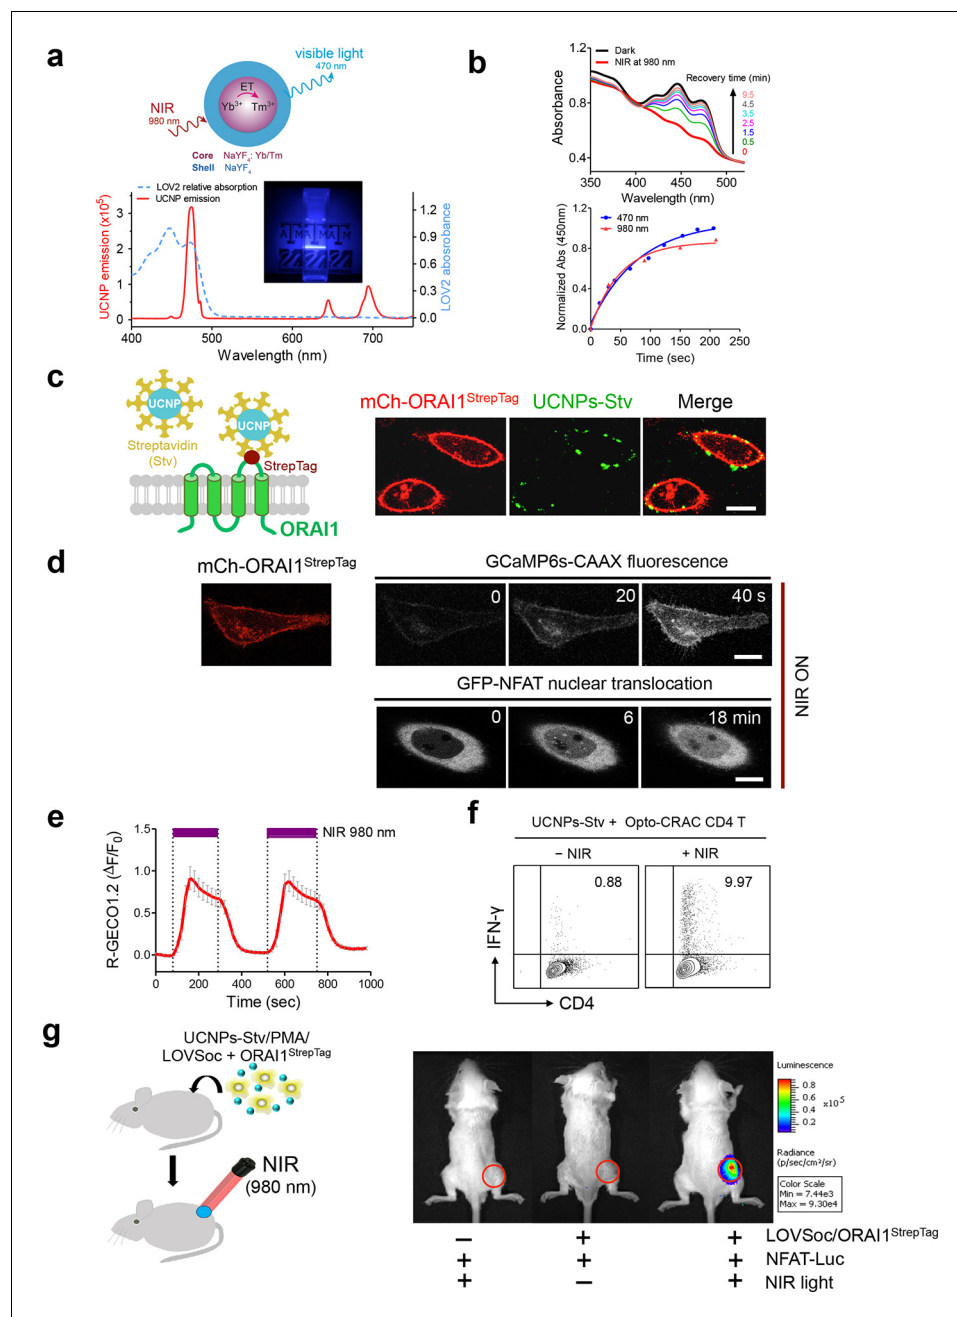 a
visible light
470 nm
ET
Yb3+ Tm3+
NIR
980 nm
Core NaYF4: Yb/Tm
Shell NaYF4
LOV2 relative absorption
UCNP emission
UCNP emission (x10^5)
3
2
1
0
1.2
0.9
0.6
0.3
0.0
LOV2 abosrobance
400 500 600 700
Wavelength (nm)
b
Dark
NIR at 980 nm
Recovery time (min)
9.5
4.5
3.5
2.5
1.5
0.5
0
Absorbance
1.2
0.8
0.4
350 400 450 500
Wavelength (nm)
470 nm
980 nm
Normalized Abs (450nm)
1.2
0.8
0.4
0.0
0 50 100 150 200 250
Time (sec)
c
UCNP
UCNP
Streptavidin
(Stv)
StrepTag
ORAI1
mCh-ORAI1StrepTag UCNPs-Stv Merge
d
mCh-ORAI1StrepTag
GCaMP6s-CAAX fluorescence
0 20 40 s
GFP-NFAT nuclear translocation
0 6 18 min
NIR ON
e
R-GECO1.2 (ΔF/F0)
1.5
1.0
0.5
0.0
NIR 980 nm
0 200 400 600 800 1000
Time (sec)
f
UCNPs-Stv + Opto-CRAC CD4 T
– NIR + NIR
0.88 9.97
IFN-γ
CD4
g
UCNPs-Stv/PMA/
LOVSoc + ORAI1StrepTag
NIR
(980 nm)
Luminescence
0.8
0.6
0.4
0.2
x10^5
Radiance
(p/sec/cm²/sr)
Color Scale
Min = 7.44e3
Max = 9.30e4
– + + LOVSoc/ORAI1StrepTag
+ + + NFAT-Luc
+ – + NIR light